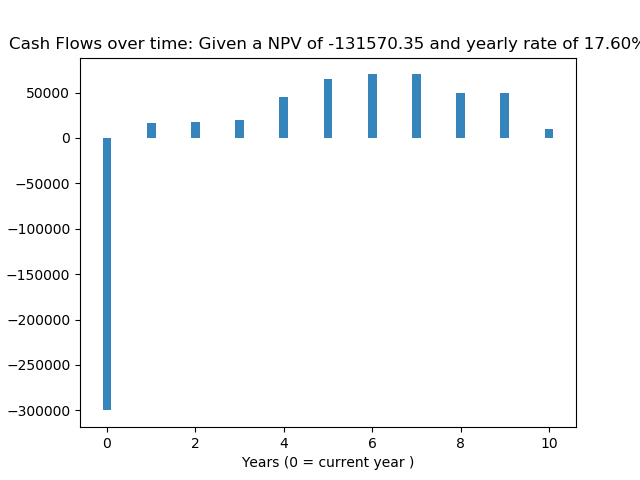 Cash Flows over time: Given a NPV of -131570.35 and yearly rate of 17.60%
50000
0
−50000
−100000
−150000
−200000
−250000
−300000
0 2 4 6 8 10
Years (0 = current year )